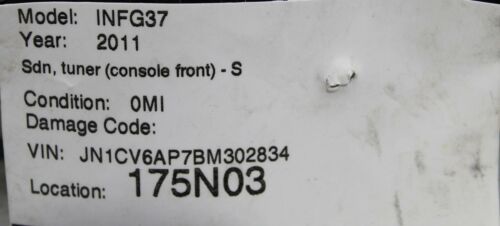 Model: INFG37
Year: 2011
Sdn, tuner (console front) - S
Condition: 0MI
Damage Code:
VIN: JN1CV6AP7BM302834
Location: 175N03